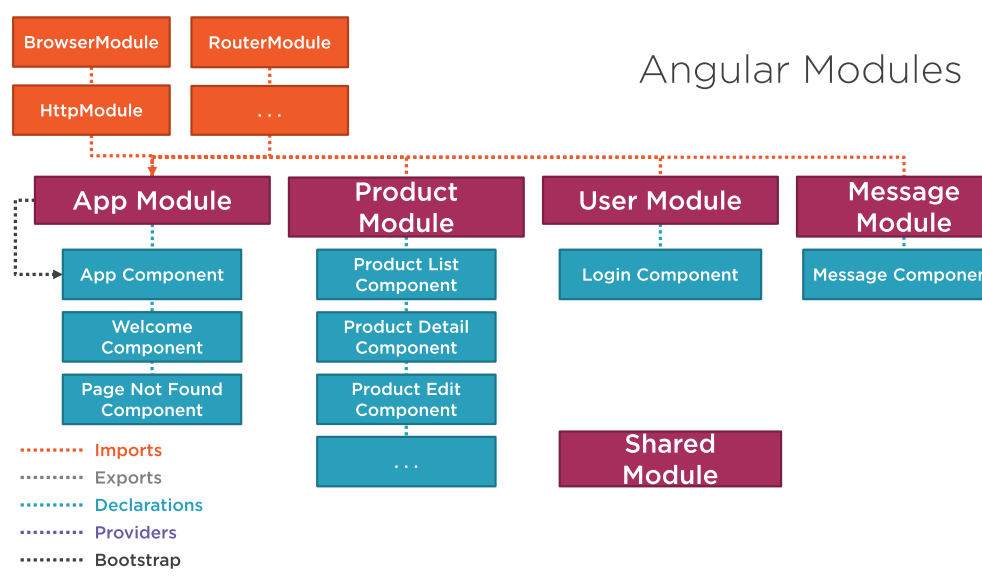 BrowserModule
RouterModule
Angular Modules
HttpModule
...
App Module
Product
Module
User Module
Message
Module
App Component
Product List
Component
Login Component
Message Componen
Welcome
Component
Product Detail
Component
Page Not Found
Component
Product Edit
Component
...
Shared
Module
Imports
Exports
Declarations
Providers
Bootstrap